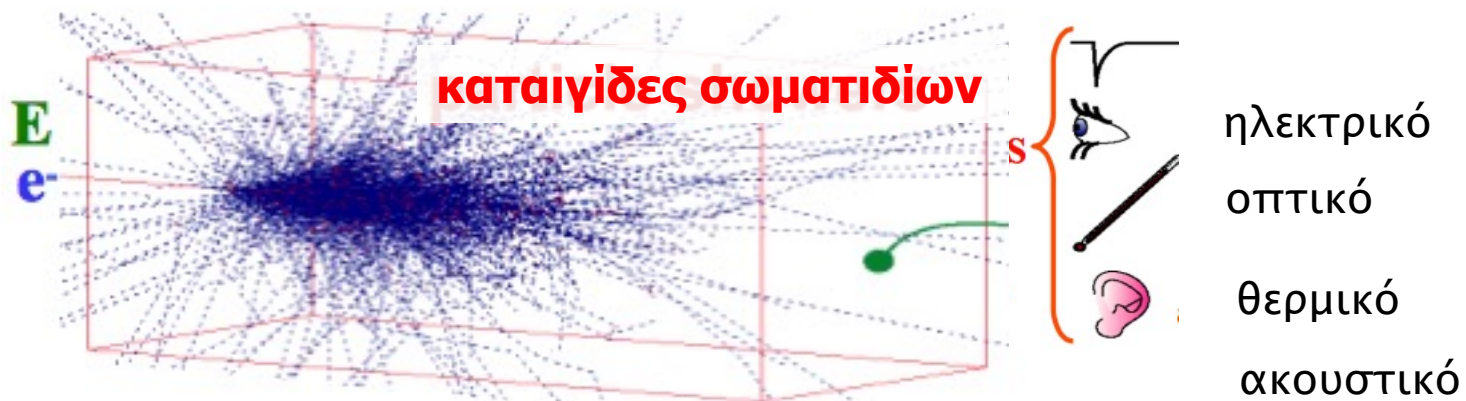 καταιγίδες σωματιδίων
E
e-
S
ηλεκτρικό
οπτικό
θερμικό
ακουστικό